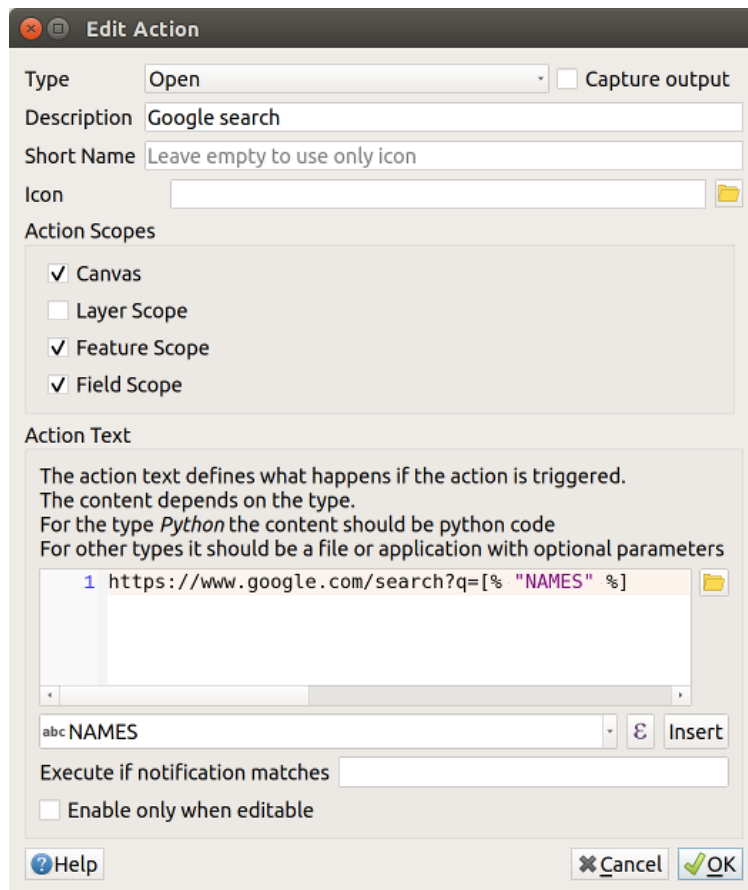 Edit Action
Type Open Capture output
Description Google search
Short Name Leave empty to use only icon
Icon
Action Scopes
Canvas
Layer Scope
Feature Scope
Field Scope
Action Text
The action text defines what happens if the action is triggered.
The content depends on the type.
For the type Python the content should be python code
For other types it should be a file or application with optional parameters
1 https://www.google.com/search?q=[% "NAMES" %]
abc NAMES ε Insert
Execute if notification matches
Enable only when editable
Help Cancel OK